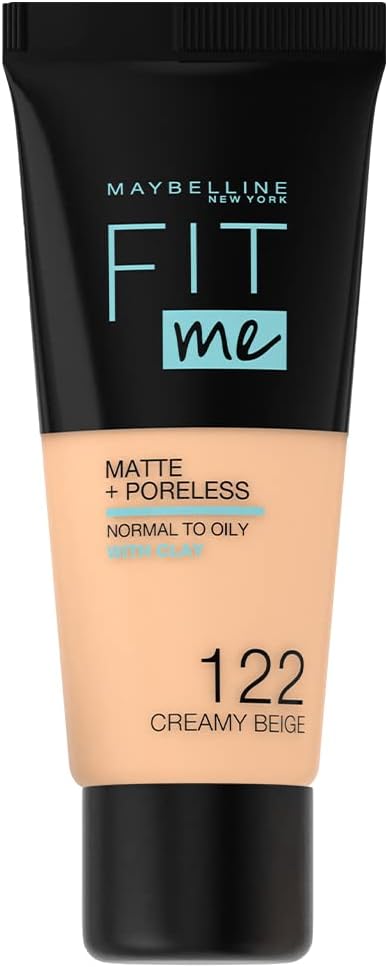 MAYBELLINE
NEW YORK
FIT
me
MATTE
+ PORELESS
NORMAL TO OILY
WITH CLAY
122
CREAMY BEIGE